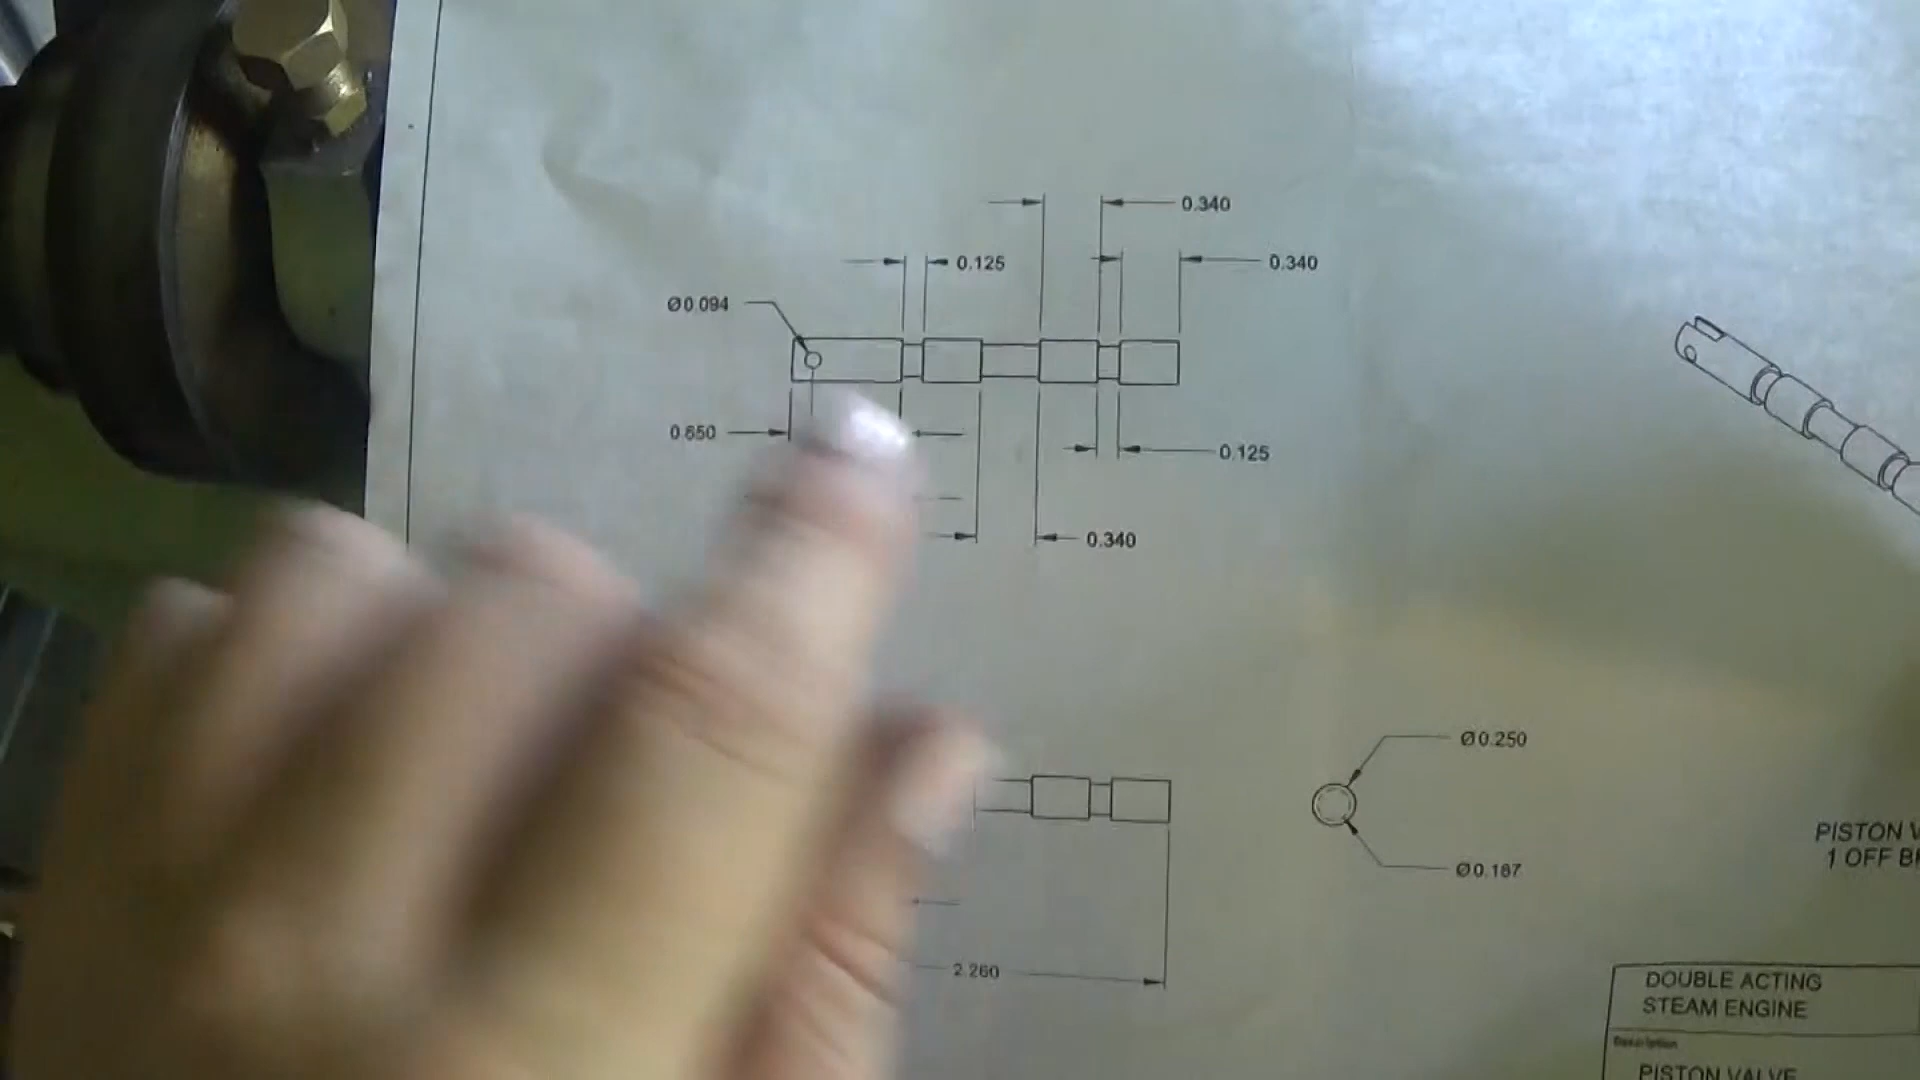 0.340
0.125
0.340
Ø0.094
0.650
0.125
0.340
Ø0.250
Ø0.187
2.260
PISTON
1 OFF
DOUBLE ACTING
STEAM ENGINE
Description
PISTON VALVE